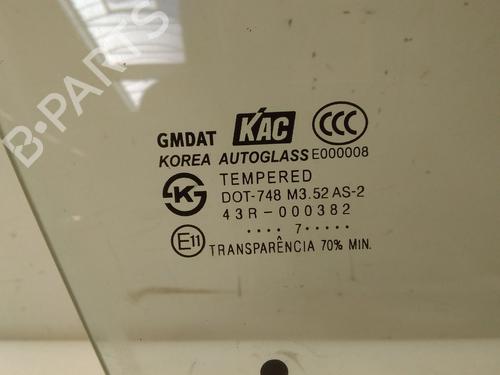 B-PARTS
GMDAT KAC CCC
KOREA AUTOGLASS E000008
S TEMPERED
DOT-748 M3.52 AS-2
43R-000382
.... 7.....
E11 TRANSPARÊNCIA 70% MIN.